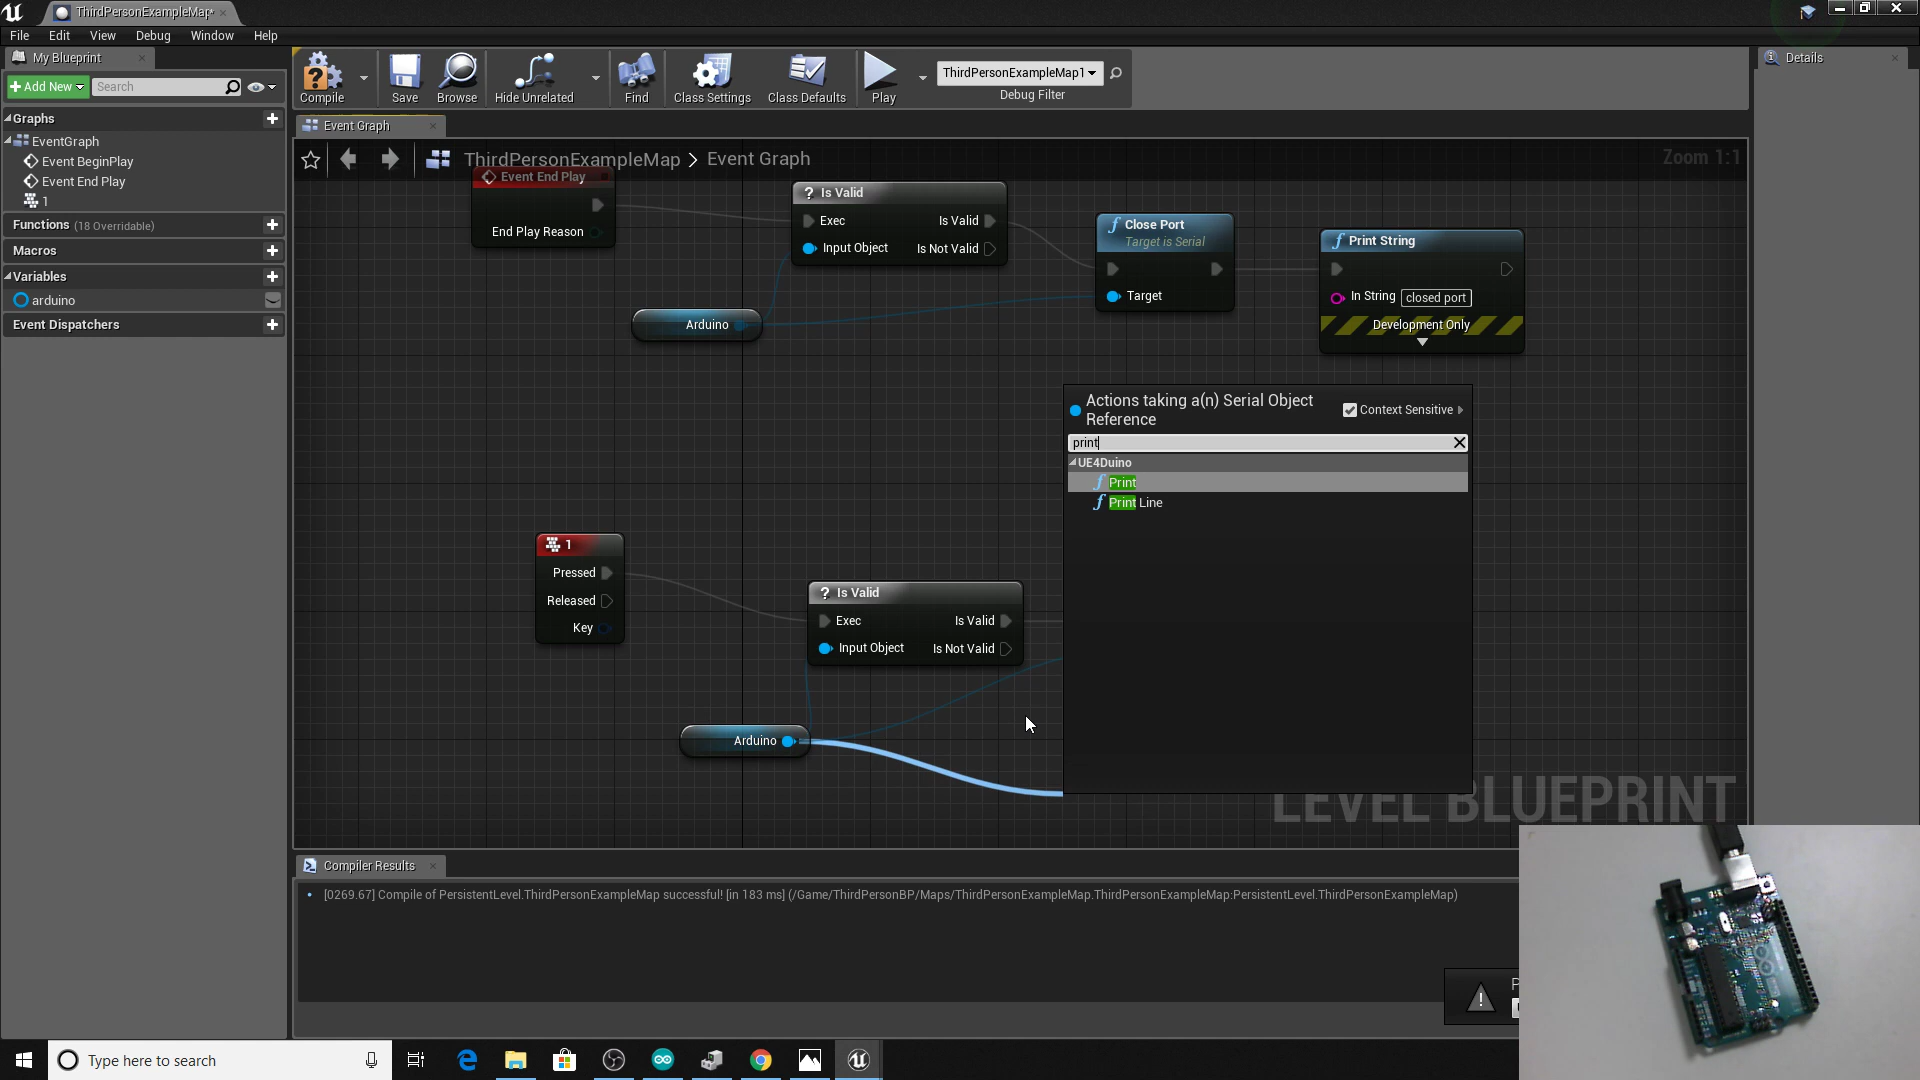 ThirdPersonExampleMap*
File Edit View Debug Window Help
My Blueprint
Add New
Search
Graphs
EventGraph
Event BeginPlay
Event End Play
1
Functions (18 Overridable)
Macros
Variables
arduino
Event Dispatchers
Compile
Save
Browse
Hide Unrelated
Find
Class Settings
Class Defaults
Play
ThirdPersonExampleMap1
Debug Filter
Details
Event Graph
ThirdPersonExampleMap > Event Graph
Zoom 1:1
Event End Play
End Play Reason
? Is Valid
Exec Is Valid
Input Object Is Not Valid
Arduino
f Close Port
Target is Serial
Target
f Print String
In String closed port
Development Only
Actions taking a(n) Serial Object
Reference
Context Sensitive
print
UE4Duino
f Print
f Print Line
1
Pressed
Released
Key
? Is Valid
Exec Is Valid
Input Object Is Not Valid
Arduino
LEVEL BLUEPRINT
Compiler Results
[0269.67] Compile of PersistentLevel.ThirdPersonExampleMap successful! [in 183 ms] (/Game/ThirdPersonBP/Maps/ThirdPersonExampleMap.ThirdPersonExampleMap:PersistentLevel.ThirdPersonExampleMap)
Type here to search